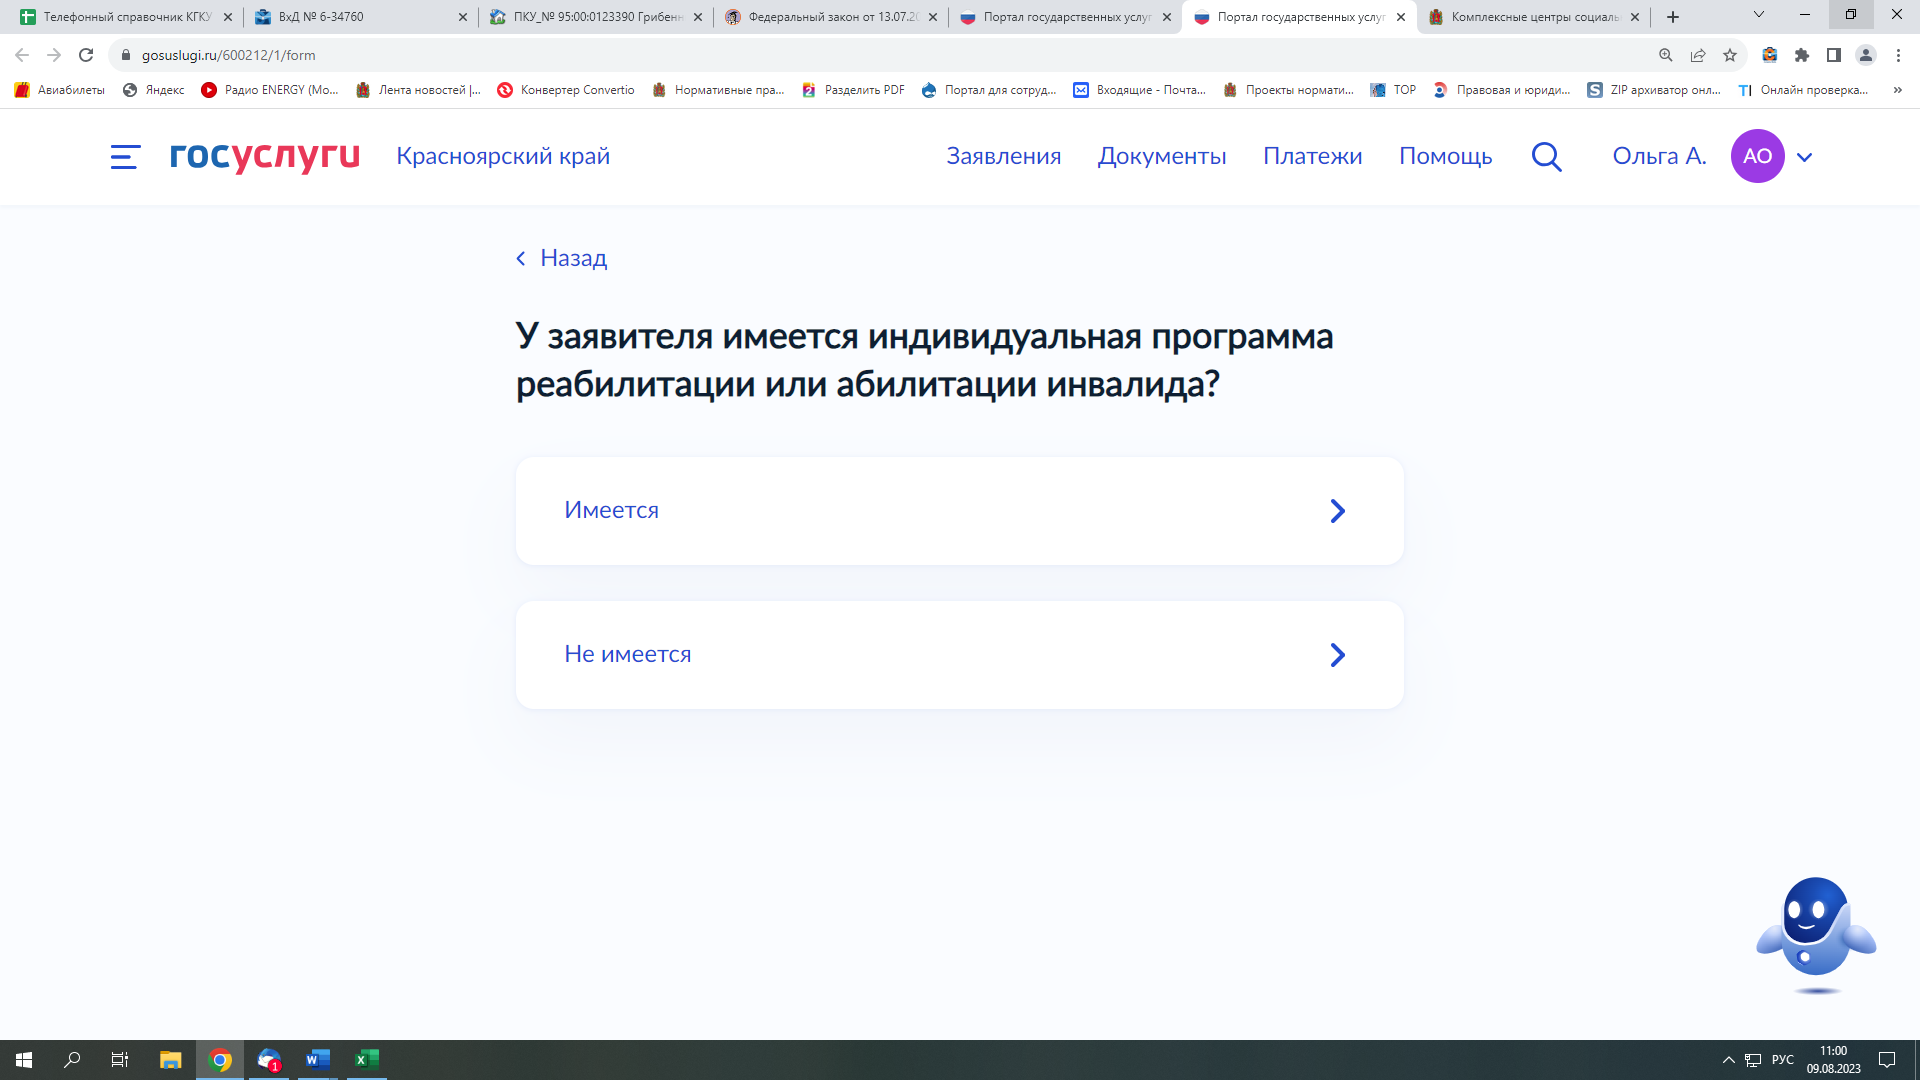 Телефонный справочник КГКУ
ВхД № 6-34760
ПКУ_№ 95:00:0123390 Грибенн
Федеральный закон от 13.07.20
Портал государственных услуг
Портал государственных услуг
Комплексные центры социаль
gosuslugi.ru/600212/1/form
Авиабилеты
Яндекс
Радио ENERGY (Мо...
Лента новостей |...
Конвертер Convertio
Нормативные пра...
Разделить PDF
Портал для сотруд...
Входящие - Почта...
Проекты нормати...
ТОР
Правовая и юриди...
ZIP архиватор онл...
Онлайн проверка...
госуслуги
Красноярский край
Заявления
Документы
Платежи
Помощь
Ольга А.
АО
Назад
У заявителя имеется индивидуальная программа
реабилитации или абилитации инвалида?
Имеется
Не имеется
1
РУС
11:00
09.08.2023